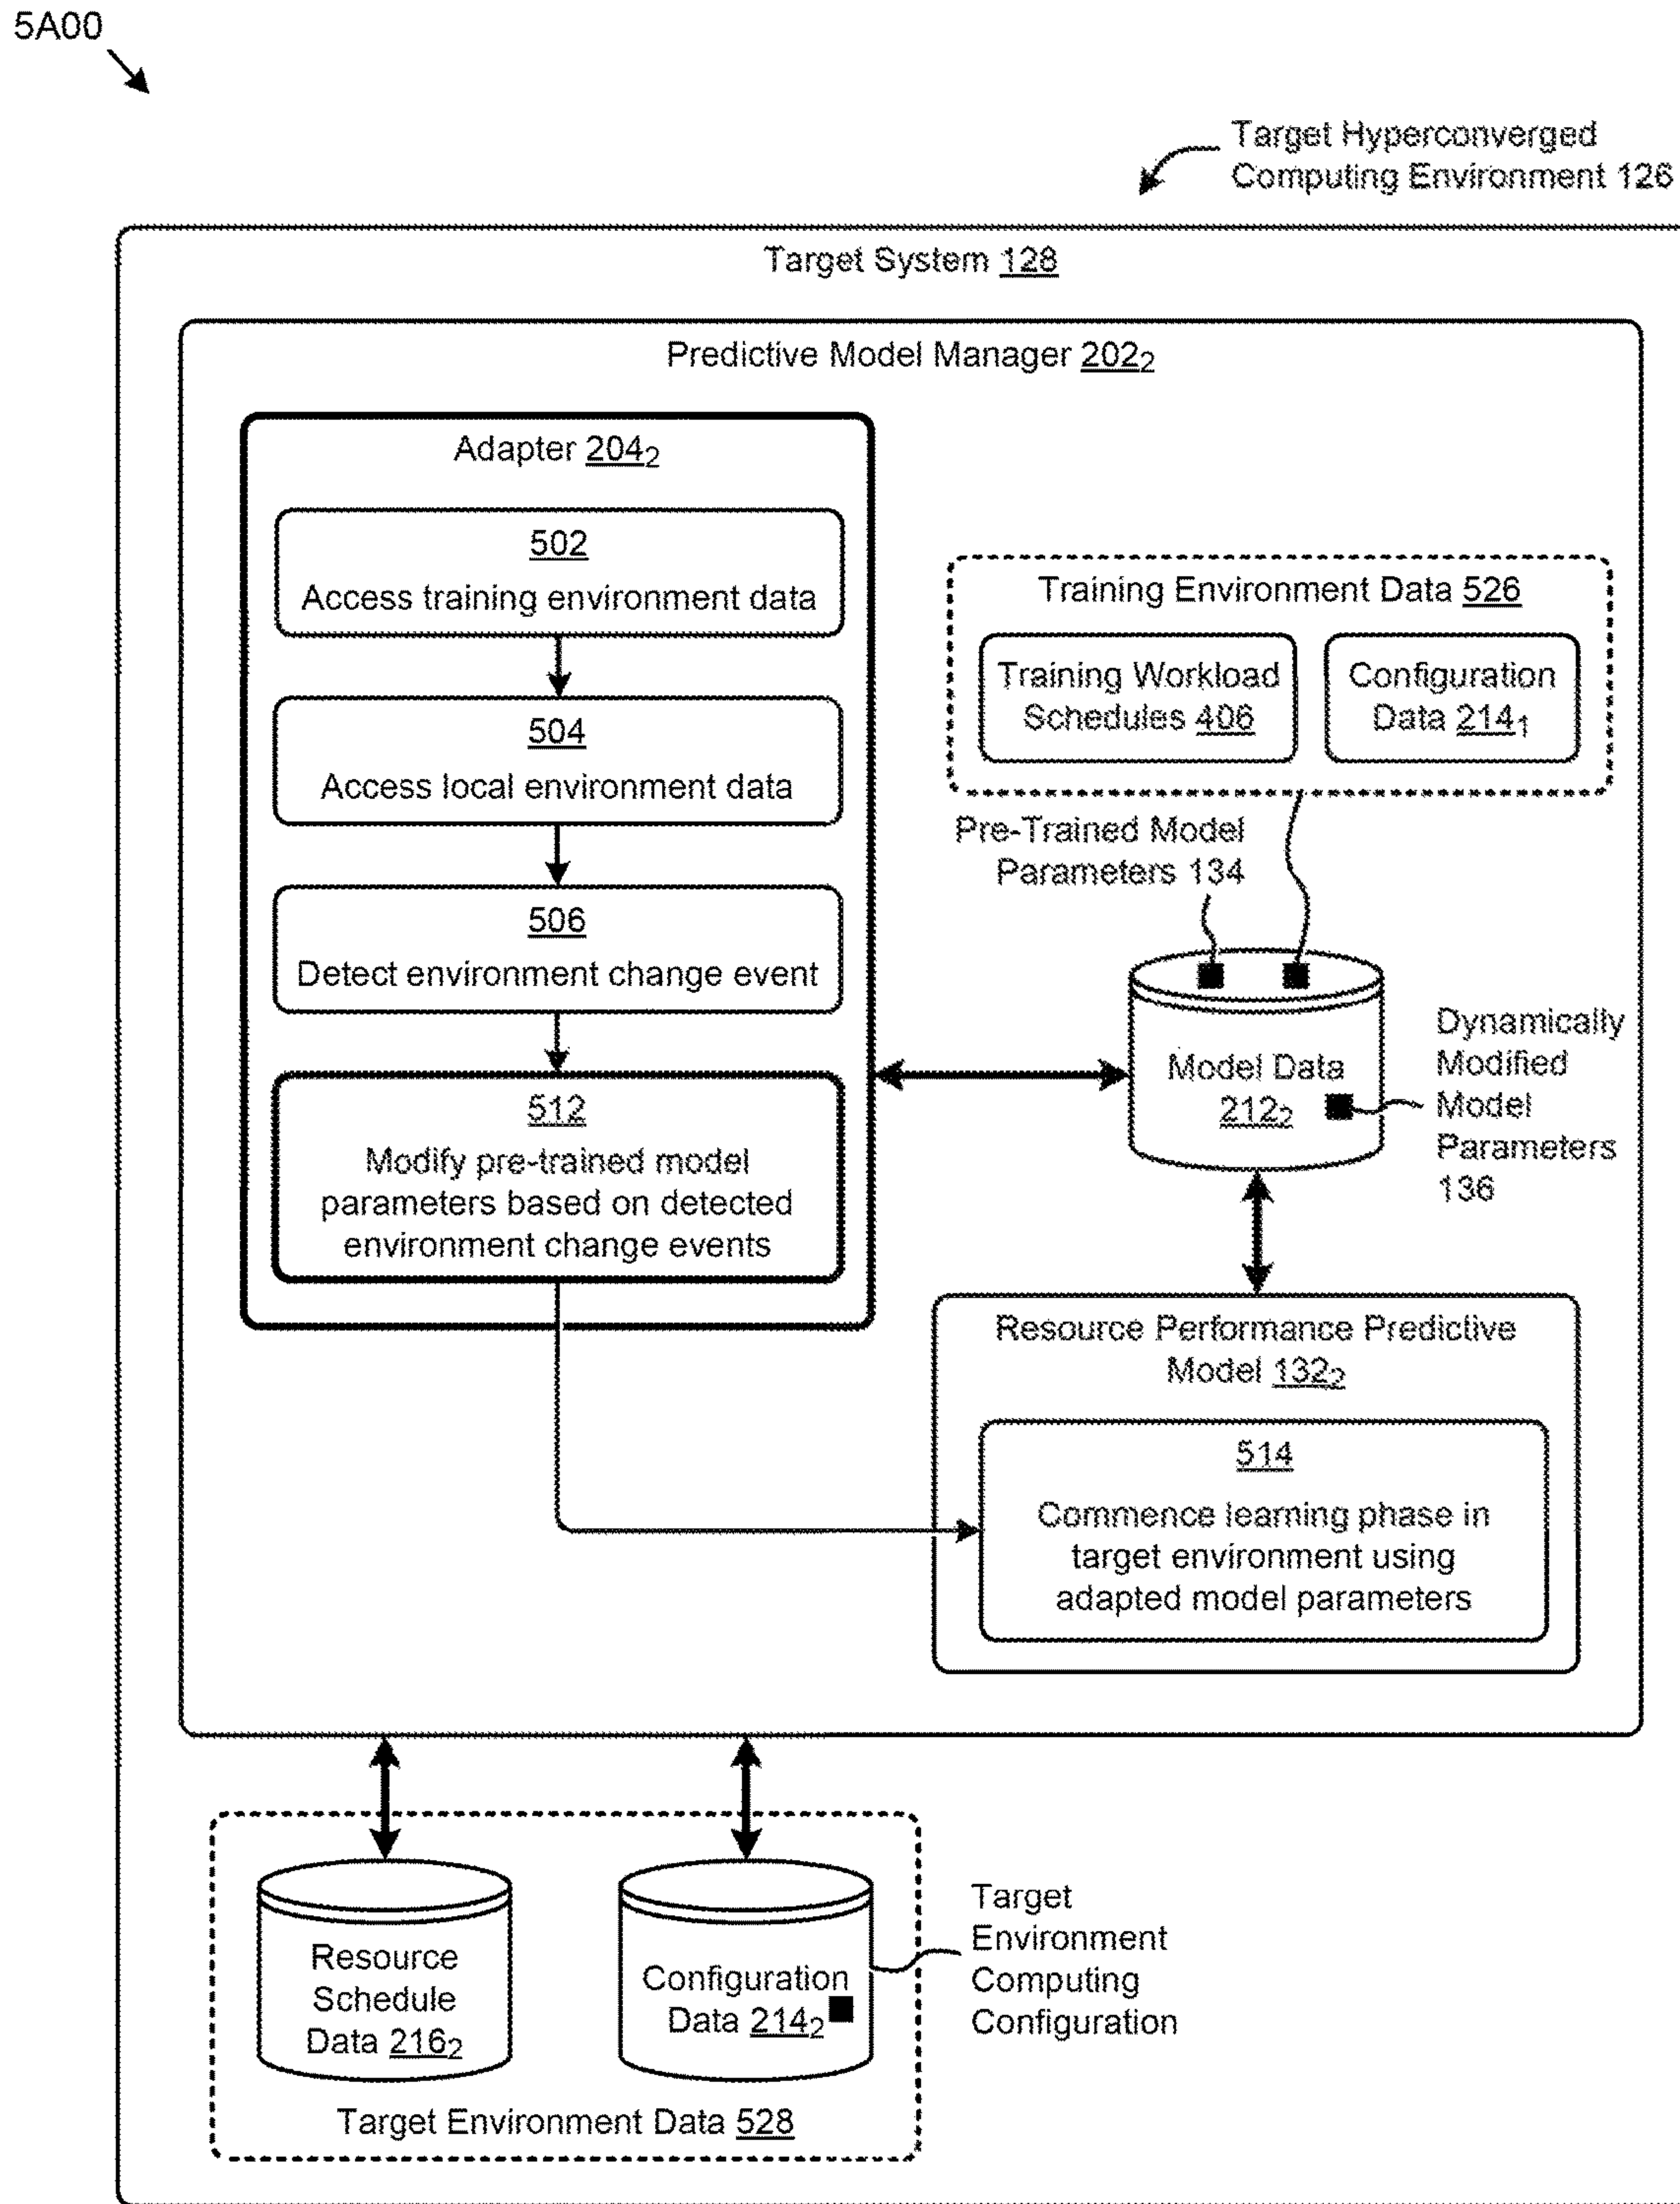 5A00
Target Hyperconverged
Computing Environment 126
Target System 128
Predictive Model Manager 202₂
Adapter 204₂
502
Access training environment data
504
Access local environment data
506
Detect environment change event
512
Modify pre-trained model
parameters based on detected
environment change events
Training Environment Data 526
Training Workload
Schedules 406
Configuration
Data 214₁
Pre-Trained Model
Parameters 134
Model Data
212₂
Dynamically
Modified
Model
Parameters
136
Resource Performance Predictive
Model 132₂
514
Commence learning phase in
target environment using
adapted model parameters
Resource
Schedule
Data 216₂
Configuration
Data 214₂
Target
Environment
Computing
Configuration
Target Environment Data 528